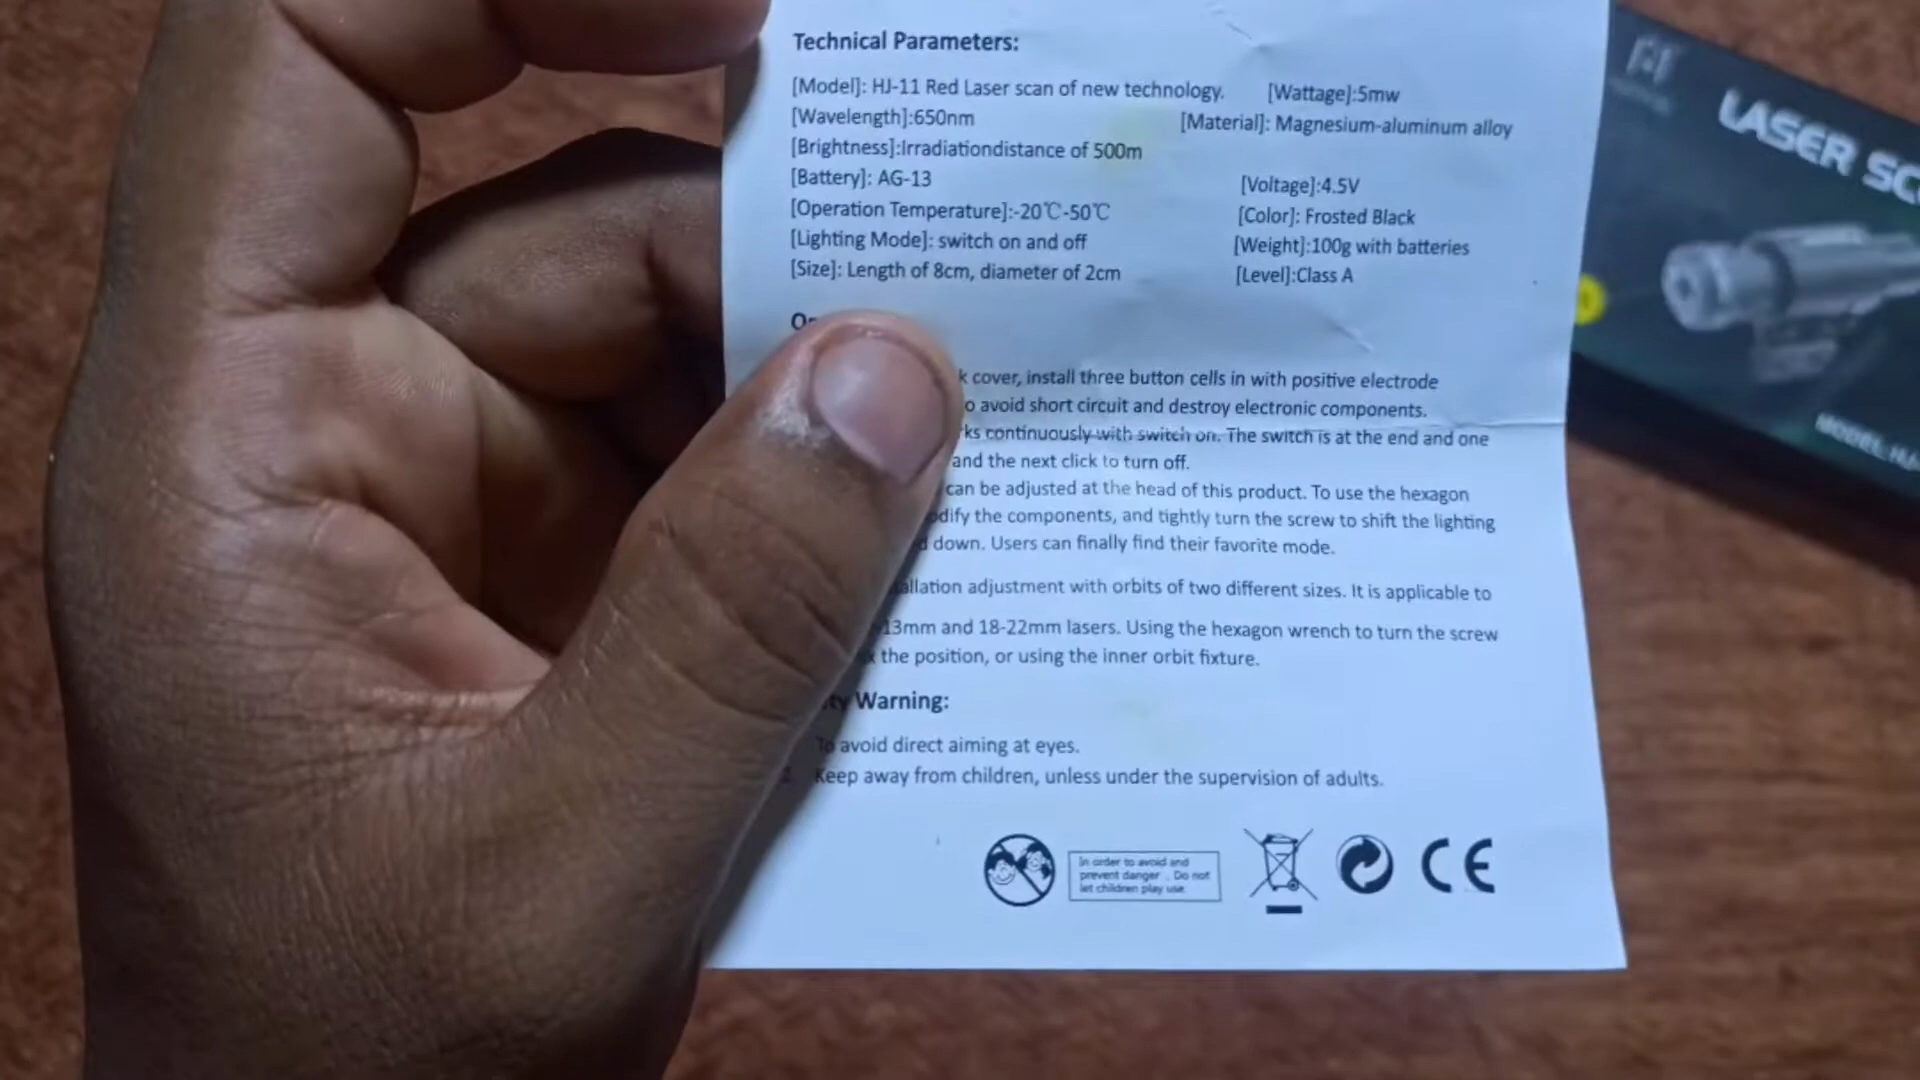 Technical Parameters:
[Model]: HJ-11 Red Laser scan of new technology. [Wattage]:5mw
[Wavelength]:650nm [Material]: Magnesium-aluminum alloy
[Brightness]:Irradiationdistance of 500m
[Battery]: AG-13 [Voltage]:4.5V
[Operation Temperature]:-20℃-50℃ [Color]: Frosted Black
[Lighting Mode]: switch on and off [Weight]:100g with batteries
[Size]: Length of 8cm, diameter of 2cm [Level]:Class A
cover, install three button cells in with positive electrode
avoid short circuit and destroy electronic components.
continuously with switch on. The switch is at the end and one
and the next click to turn off.
can be adjusted at the head of this product. To use the hexagon
the components, and tightly turn the screw to shift the lighting
down. Users can finally find their favorite mode.
adjustment with orbits of two different sizes. It is applicable to
13mm and 18-22mm lasers. Using the hexagon wrench to turn the screw
the position, or using the inner orbit fixture.
Warning:
To avoid direct aiming at eyes.
2 Keep away from children, unless under the supervision of adults.
In order to avoid and
prevent danger . Do not
let children play use
CE
LASER SC
MODEL:HJ-